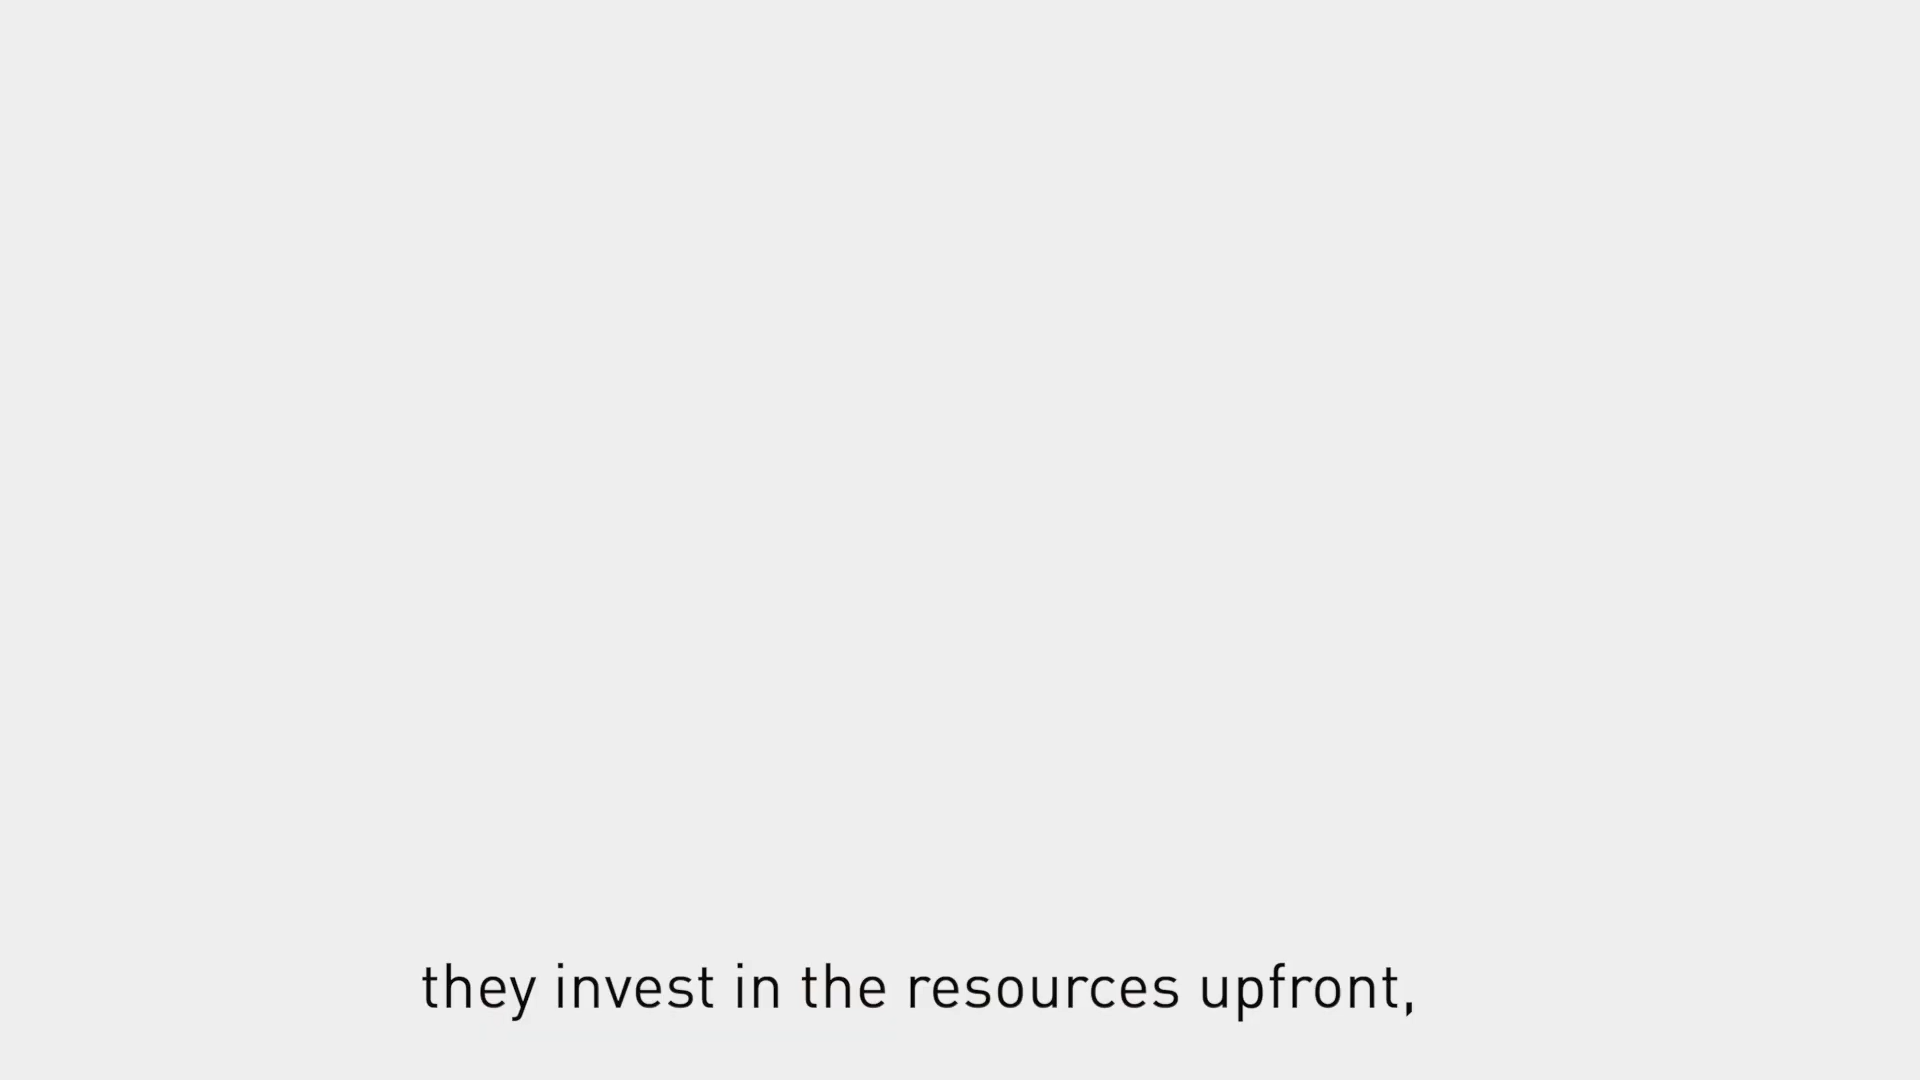 they invest in the resources upfront,